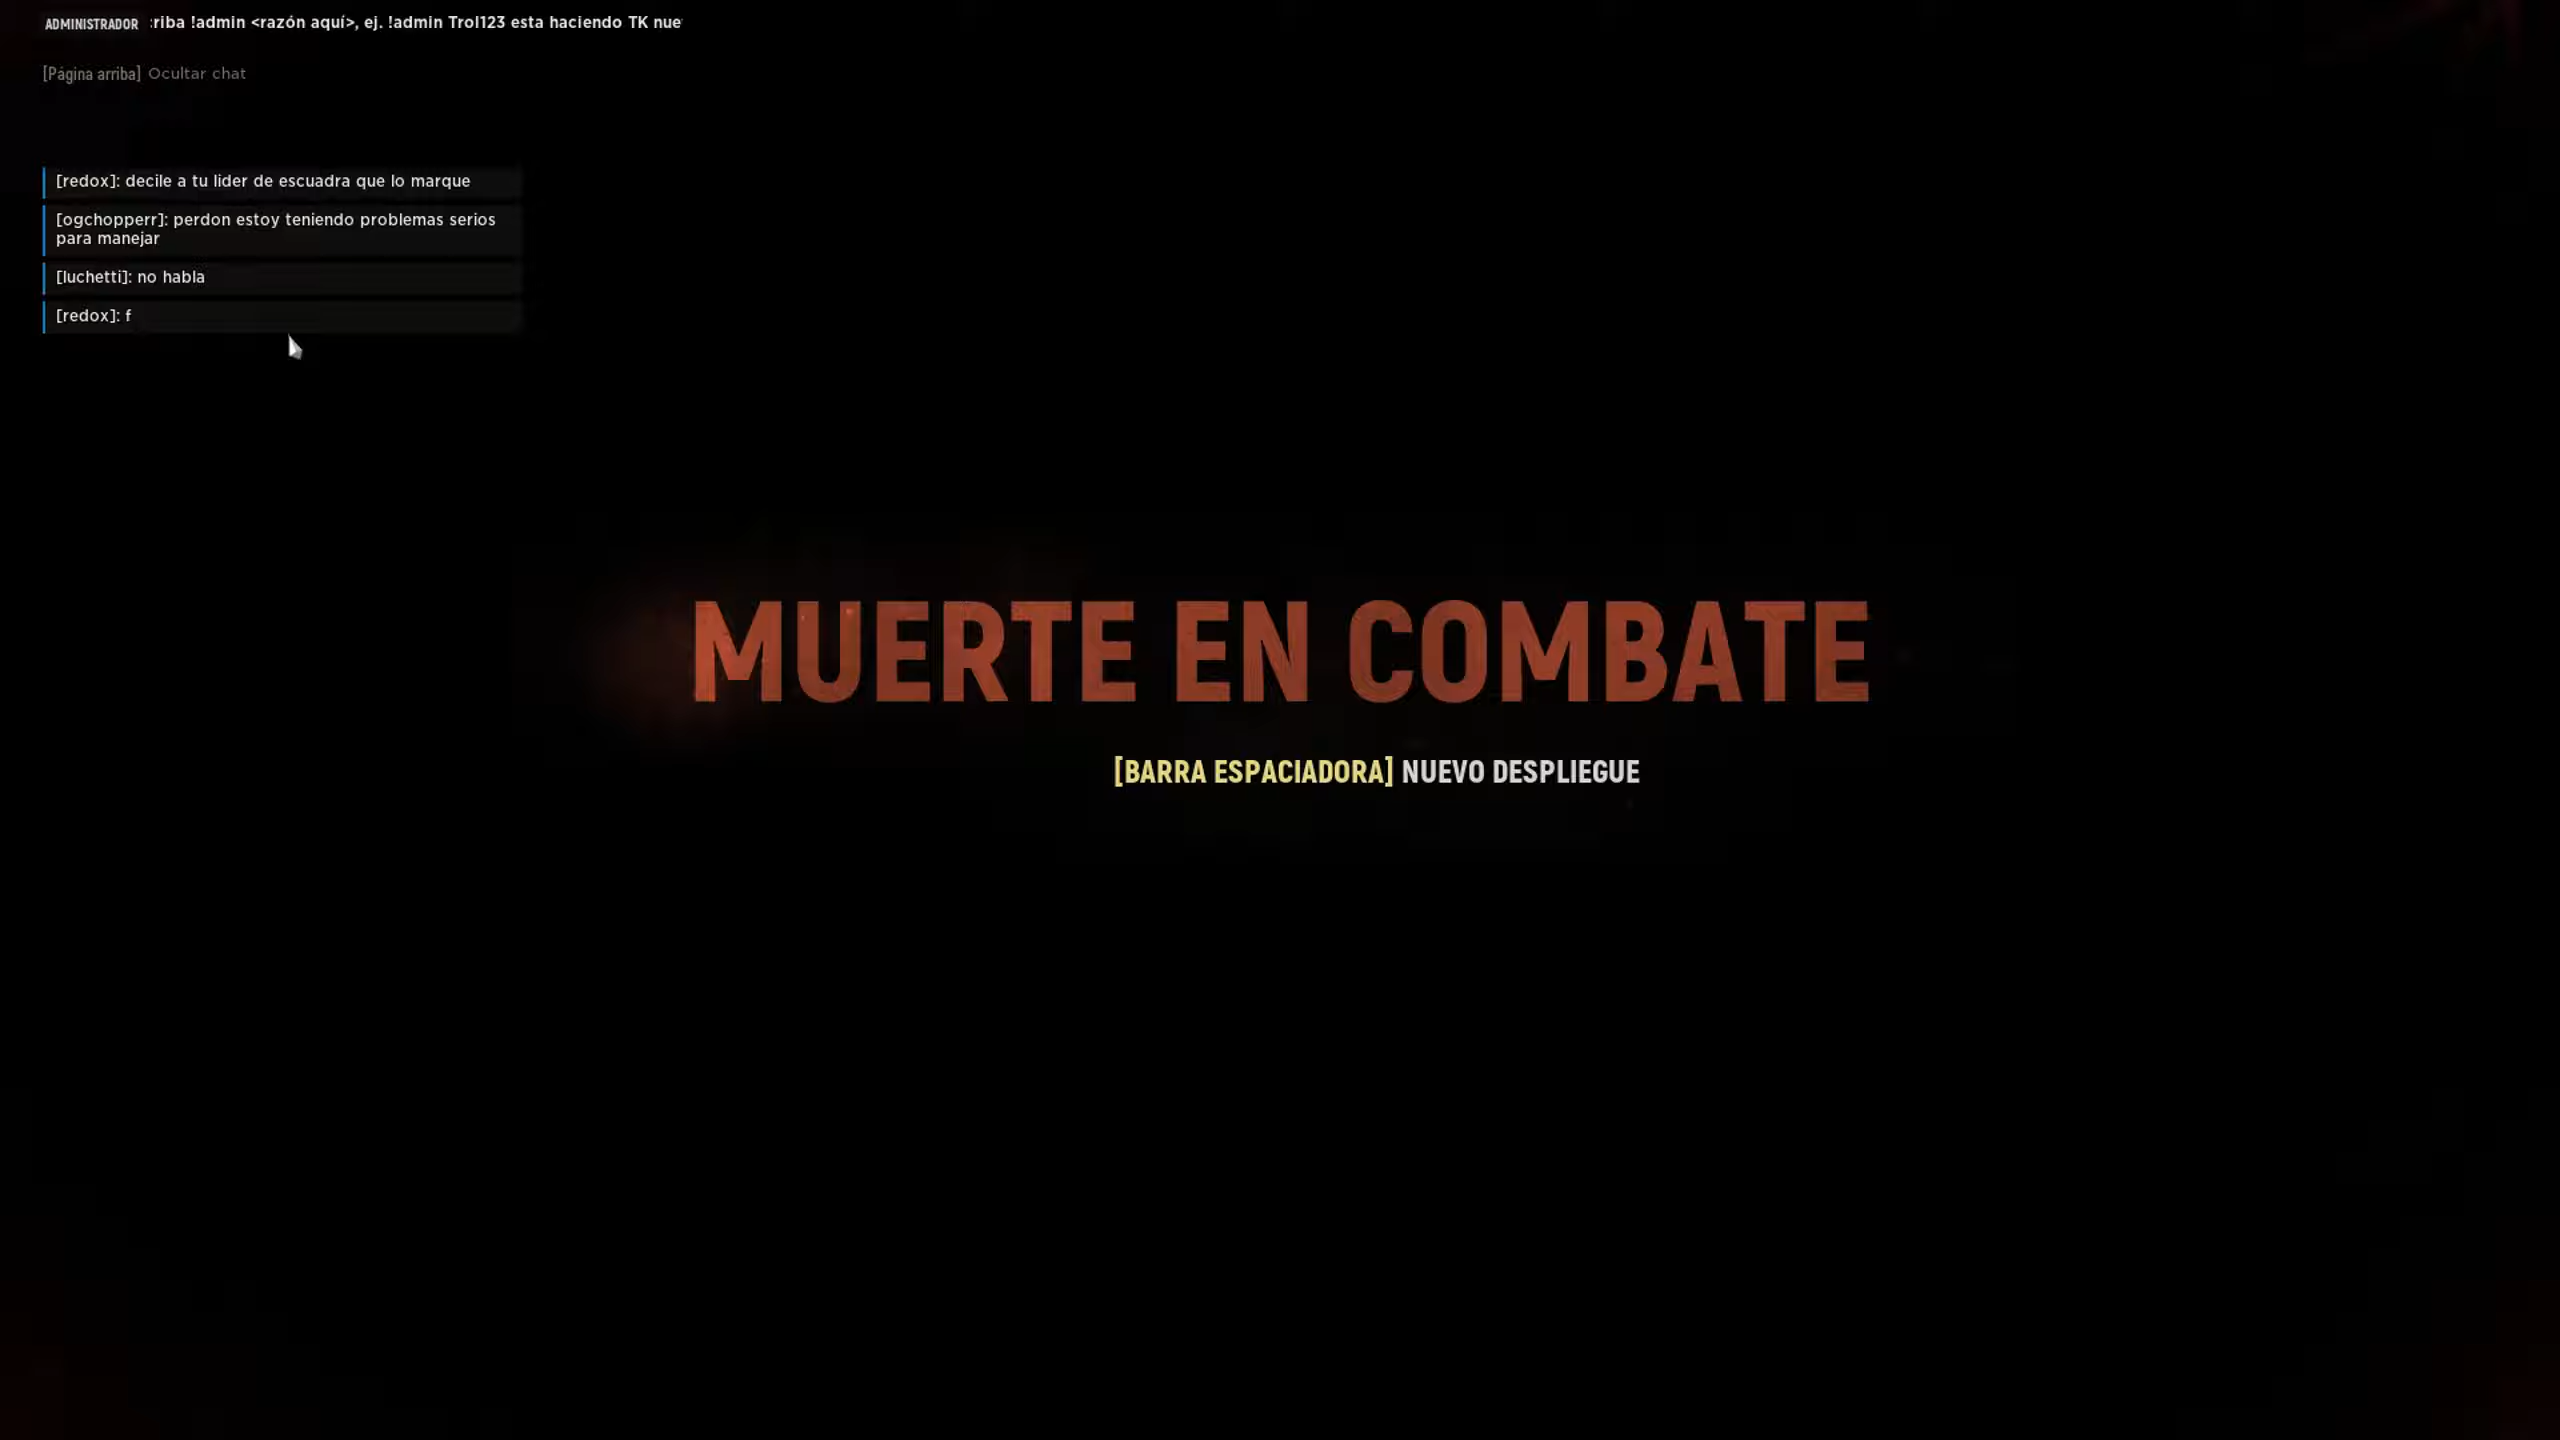 ADMINISTRADOR :riba !admin <razón aquí>, ej. !admin Trol123 esta haciendo TK nue
[Página arriba] Ocultar chat
[redox]: decile a tu lider de escuadra que lo marque
[ogchopperr]: perdon estoy teniendo problemas serios
para manejar
[luchetti]: no habla
[redox]: f
MUERTE EN COMBATE
[BARRA ESPACIADORA] NUEVO DESPLIEGUE